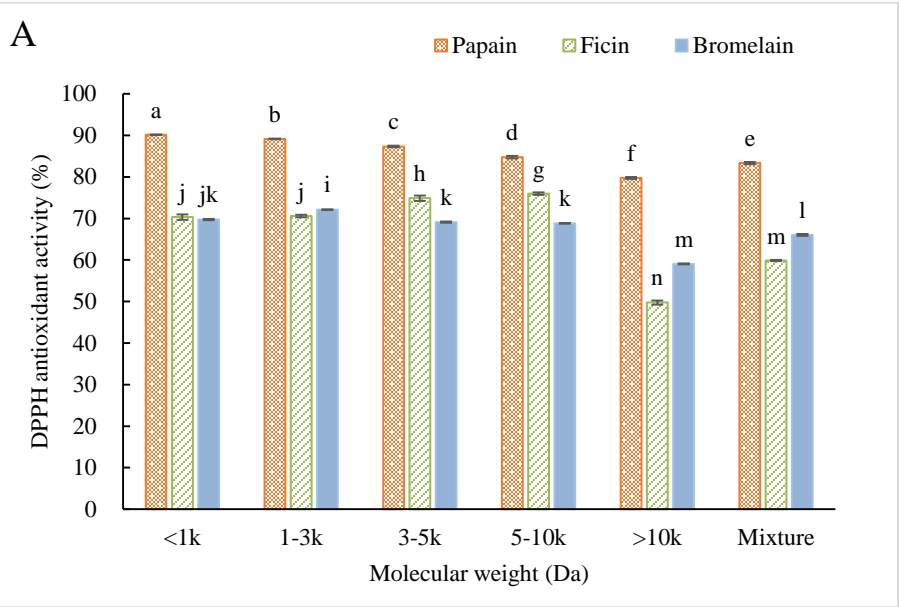 A
Papain Ficin Bromelain
DPPH antioxidant activity (%)
100
90
80
70
60
50
40
30
20
10
0
a j jk b j i c h k d g k f n m e m l
<1k 1-3k 3-5k 5-10k >10k Mixture
Molecular weight (Da)